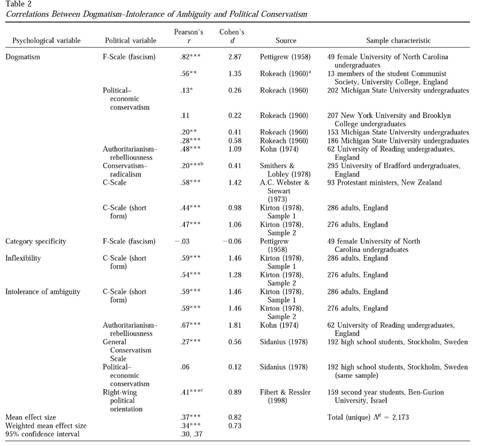 Table 2
Correlations Between Dogmatism–Intolerance of Ambiguity and Political Conservatism
Psychological variable Political variable Pearson's r Cohen's d Source Sample characteristic
Dogmatism F-Scale (fascism) .82*** 2.87 Pettigrew (1958) 49 female University of North Carolina
undergraduates
.56** 1.35 Rokeach (1960)ᵃ 13 members of the student Communist
Society, University College, England
Political– .13* 0.26 Rokeach (1960) 202 Michigan State University undergraduates
economic
conservatism
.11 0.22 Rokeach (1960) 207 New York University and Brooklyn
College undergraduates
.20** 0.41 Rokeach (1960) 153 Michigan State University undergraduates
.28*** 0.58 Rokeach (1960) 186 Michigan State University undergraduates
Authoritarianism– .48*** 1.09 Kohn (1974) 62 University of Reading undergraduates,
rebelliousness England
Conservatism– .20***ᵇ 0.41 Smithers & 295 University of Bradford undergraduates,
radicalism Lobley (1978) England
C-Scale .58*** 1.42 A.C. Webster & 93 Protestant ministers, New Zealand
Stewart
(1973)
C-Scale (short .44*** 0.98 Kirton (1978), 286 adults, England
form) Sample 1
.47*** 1.06 Kirton (1978), 276 adults, England
Sample 2
Category specificity F-Scale (fascism) –.03 –0.06 Pettigrew 49 female University of North
(1958) Carolina undergraduates
Inflexibility C-Scale (short .59*** 1.46 Kirton (1978), 286 adults, England
form) Sample 1
.54*** 1.28 Kirton (1978), 276 adults, England
Sample 2
Intolerance of ambiguity C-Scale (short .59*** 1.46 Kirton (1978), 286 adults, England
form) Sample 1
.59*** 1.46 Kirton (1978), 276 adults, England
Sample 2
Authoritarianism– .67*** 1.81 Kohn (1974) 62 University of Reading undergraduates,
rebelliousness England
General .27*** 0.56 Sidanius (1978) 192 high school students, Stockholm, Sweden
Conservatism
Scale
Political– .06 0.12 Sidanius (1978) 192 high school students, Stockholm, Sweden
economic (same sample)
conservatism
Right-wing .41***ᶜ 0.89 Fibert & Ressler 159 second year students, Ben-Gurion
political (1998) University, Israel
orientation
Mean effect size .37*** 0.82 Total (unique) Nᵈ = 2,173
Weighted mean effect size .34*** 0.73
95% confidence interval .30, .37